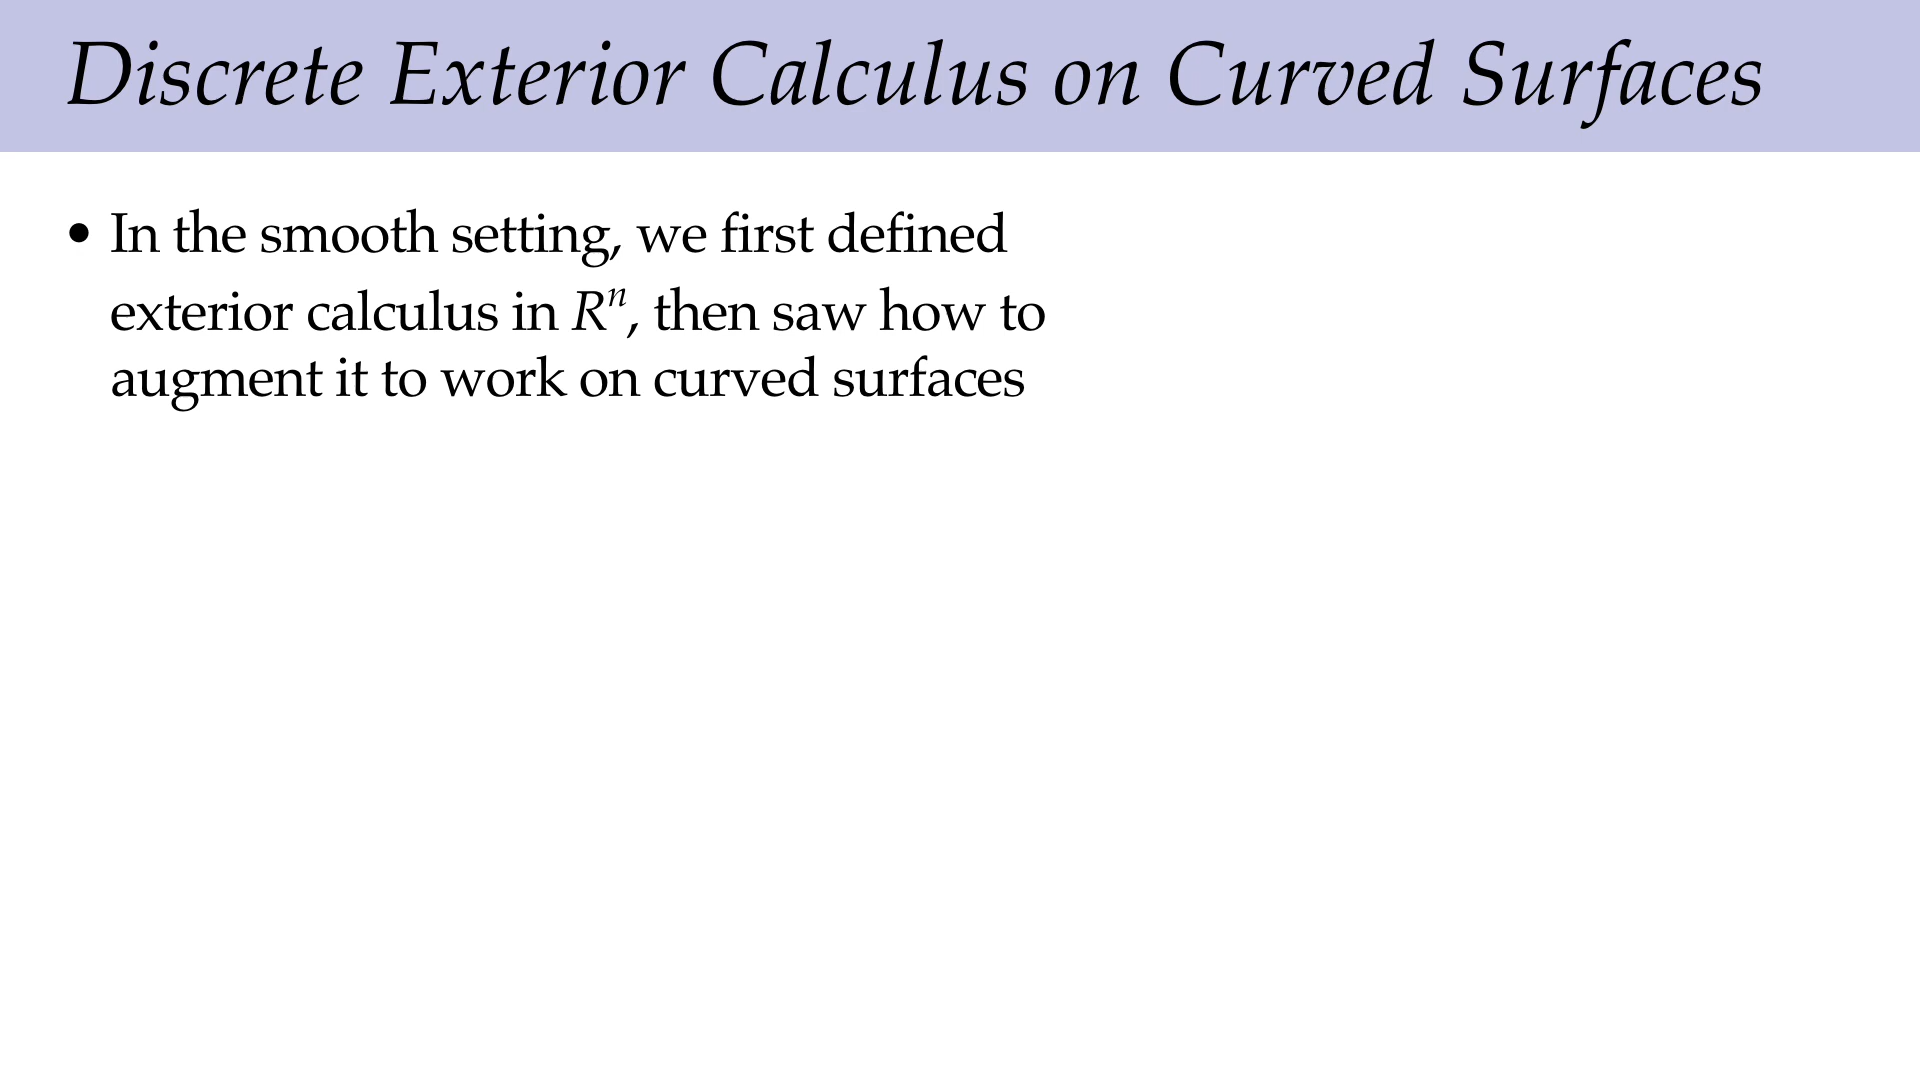 Discrete Exterior Calculus on Curved Surfaces
• In the smooth setting, we first defined
exterior calculus in Rⁿ, then saw how to
augment it to work on curved surfaces